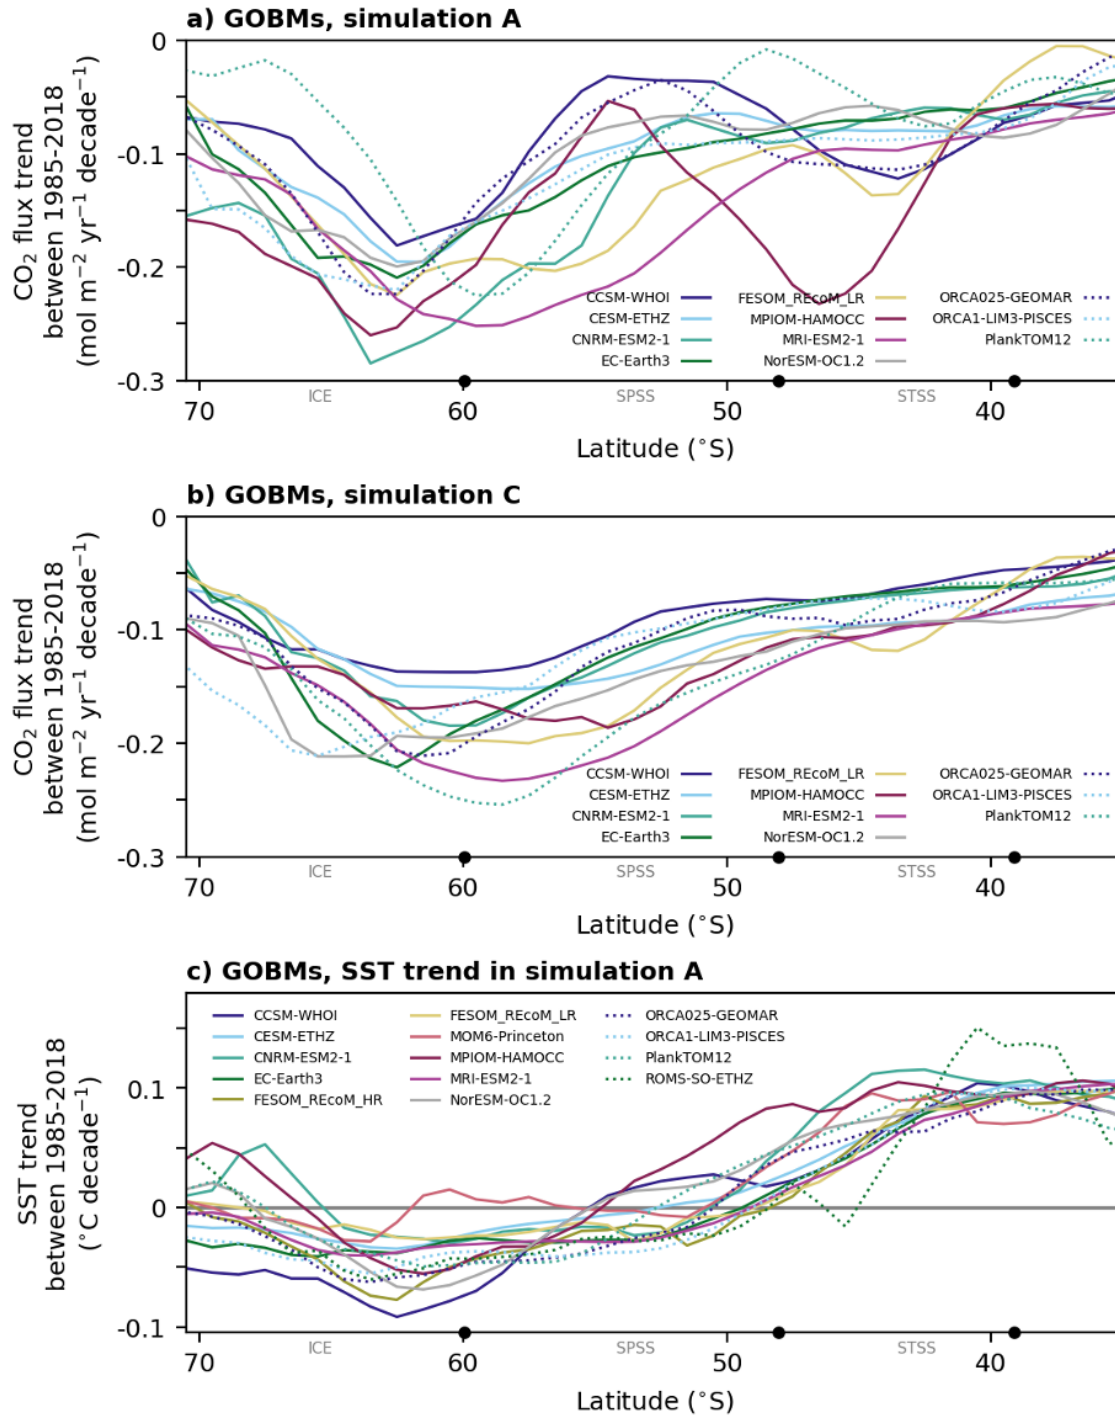 a) GOBMs, simulation A
CO₂ flux trend
between 1985-2018
(mol m⁻² yr⁻¹ decade⁻¹)
0
-0.1
-0.2
-0.3
CCSM-WHOI
CESM-ETHZ
CNRM-ESM2-1
EC-Earth3
FESOM_REcoM_LR
MPIOM-HAMOCC
MRI-ESM2-1
NorESM-OC1.2
ORCA025-GEOMAR
ORCA1-LIM3-PISCES
PlankTOM12
ICE SPSS STSS
70 60 50 40
Latitude (°S)
b) GOBMs, simulation C
CO₂ flux trend
between 1985-2018
(mol m⁻² yr⁻¹ decade⁻¹)
0
-0.1
-0.2
-0.3
CCSM-WHOI
CESM-ETHZ
CNRM-ESM2-1
EC-Earth3
FESOM_REcoM_LR
MPIOM-HAMOCC
MRI-ESM2-1
NorESM-OC1.2
ORCA025-GEOMAR
ORCA1-LIM3-PISCES
PlankTOM12
ICE SPSS STSS
70 60 50 40
Latitude (°S)
c) GOBMs, SST trend in simulation A
SST trend
between 1985-2018
(°C decade⁻¹)
0.1
0
-0.1
CCSM-WHOI
CESM-ETHZ
CNRM-ESM2-1
EC-Earth3
FESOM_REcoM_HR
FESOM_REcoM_LR
MOM6-Princeton
MPIOM-HAMOCC
MRI-ESM2-1
NorESM-OC1.2
ORCA025-GEOMAR
ORCA1-LIM3-PISCES
PlankTOM12
ROMS-SO-ETHZ
ICE SPSS STSS
70 60 50 40
Latitude (°S)